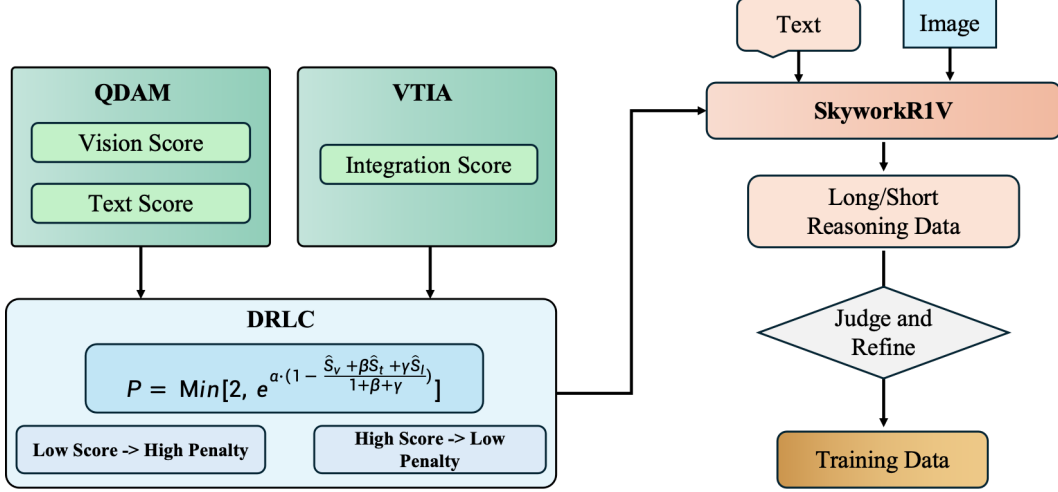 QDAM
Vision Score
Text Score
VTIA
Integration Score
DRLC
P = Min[2, e^{α·(1 − (Ŝ_v + βŜ_t + γŜ_I)/(1+β+γ))}]
Low Score -> High Penalty
High Score -> Low
Penalty
Text
Image
SkyworkR1V
Long/Short
Reasoning Data
Judge and
Refine
Training Data